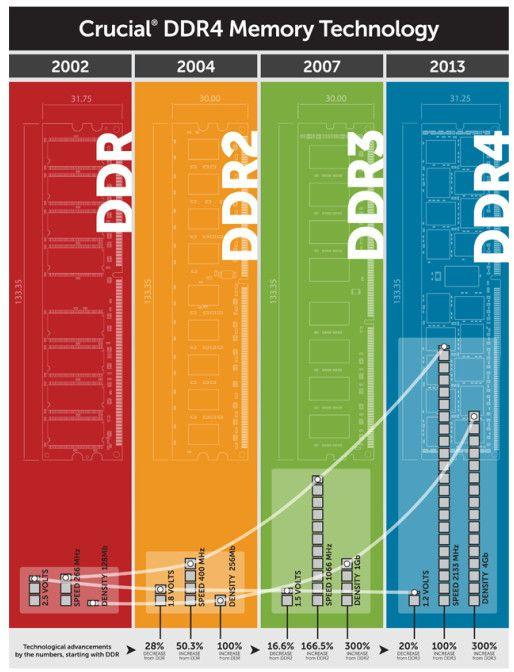 Crucial® DDR4 Memory Technology
2002
2004
2007
2013
31.75
30.00
30.00
31.25
DDR
DDR2
DDR3
DDR4
133.35
133.35
133.35
133.35
2.5 VOLTS
SPEED 266 MHz
DENSITY 128Mb
1.8 VOLTS
SPEED 400 MHz
DENSITY 256Mb
1.5 VOLTS
SPEED 1066 MHz
DENSITY 1Gb
1.2 VOLTS
SPEED 2133 MHz
DENSITY 4Gb
Technological advancements
by the numbers, starting with DDR
28%
DECREASE
from DDR
50.3%
INCREASE
from DDR
100%
INCREASE
from DDR
16.6%
DECREASE
from DDR2
166.5%
INCREASE
from DDR2
300%
INCREASE
from DDR2
20%
DECREASE
from DDR3
100%
INCREASE
from DDR3
300%
INCREASE
from DDR3